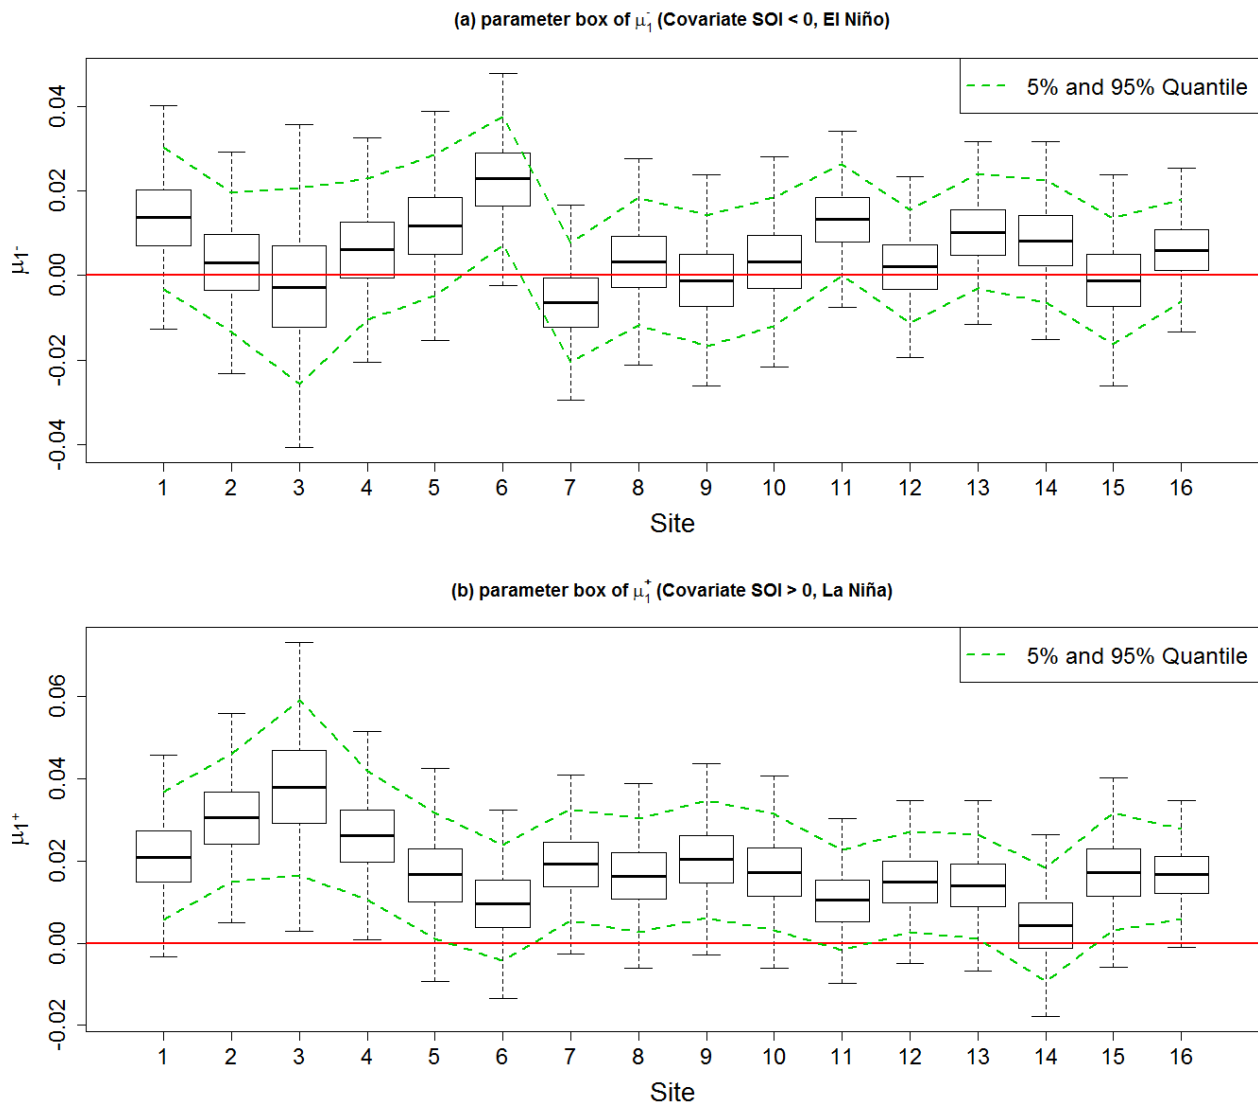 (a) parameter box of μ₁⁻ (Covariate SOI < 0, El Niño)
5% and 95% Quantile
μ1-
0.04
0.02
0.00
-0.02
-0.04
1 2 3 4 5 6 7 8 9 10 11 12 13 14 15 16
Site
(b) parameter box of μ₁⁺ (Covariate SOI > 0, La Niña)
5% and 95% Quantile
μ1+
0.06
0.04
0.02
0.00
-0.02
1 2 3 4 5 6 7 8 9 10 11 12 13 14 15 16
Site